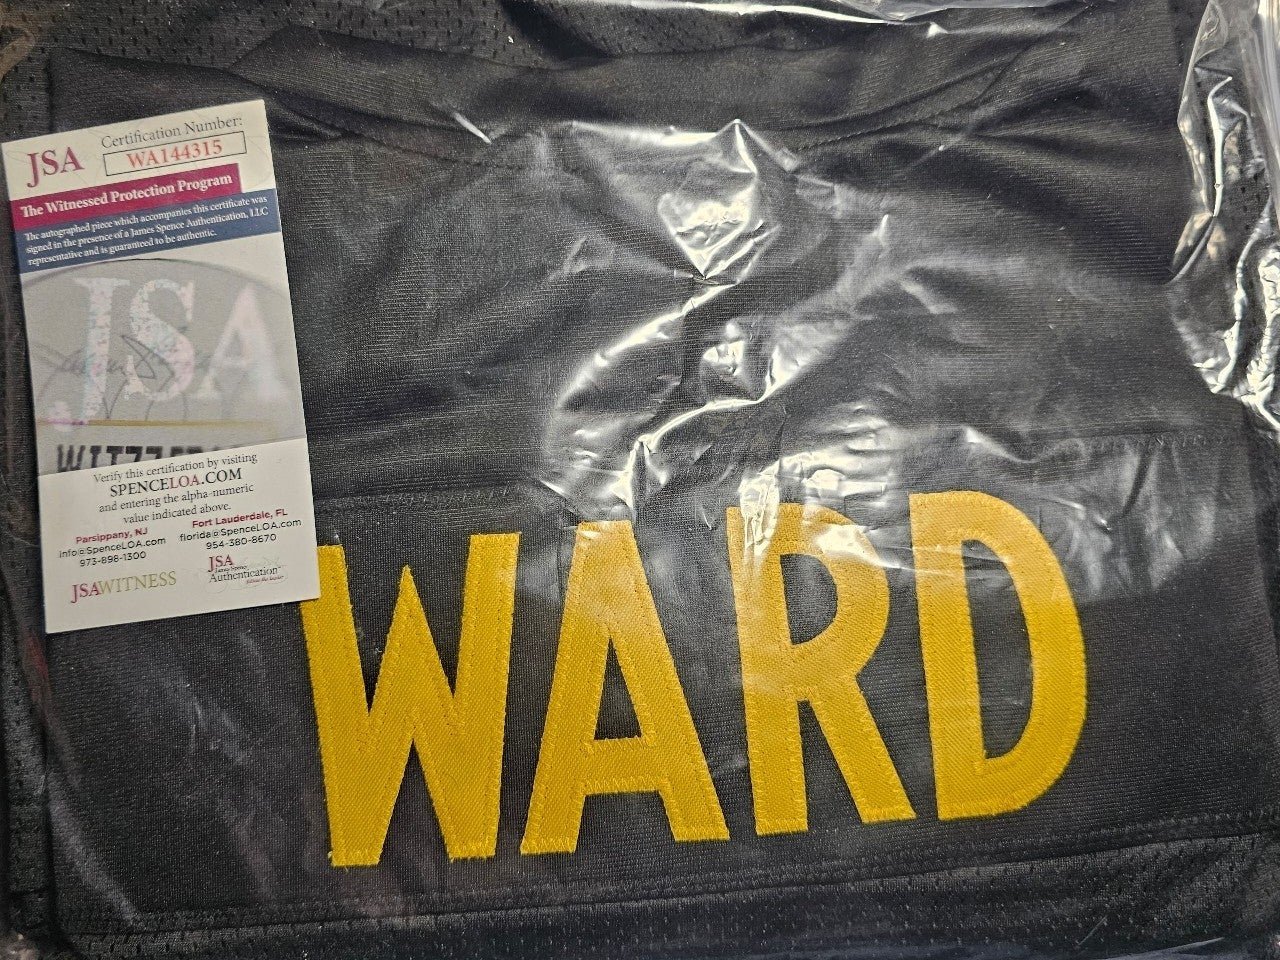 JSA
Certification Number:
WA144315
The Witnessed Protection Program
The autographed piece which accompanies this certificate was
signed in the presence of a James Spence Authentication, LLC
representative and is guaranteed to be authentic.
JSA
Verify this certification by visiting
SPENCELOA.COM
and entering the alpha-numeric
value indicated above.
Parsippany, NJ
info@SpenceLOA.com
973-898-1300
Fort Lauderdale, FL
florida@SpenceLOA.com
954-380-8670
JSAWITNESS
JSA
James Spence
Authentication
WARD